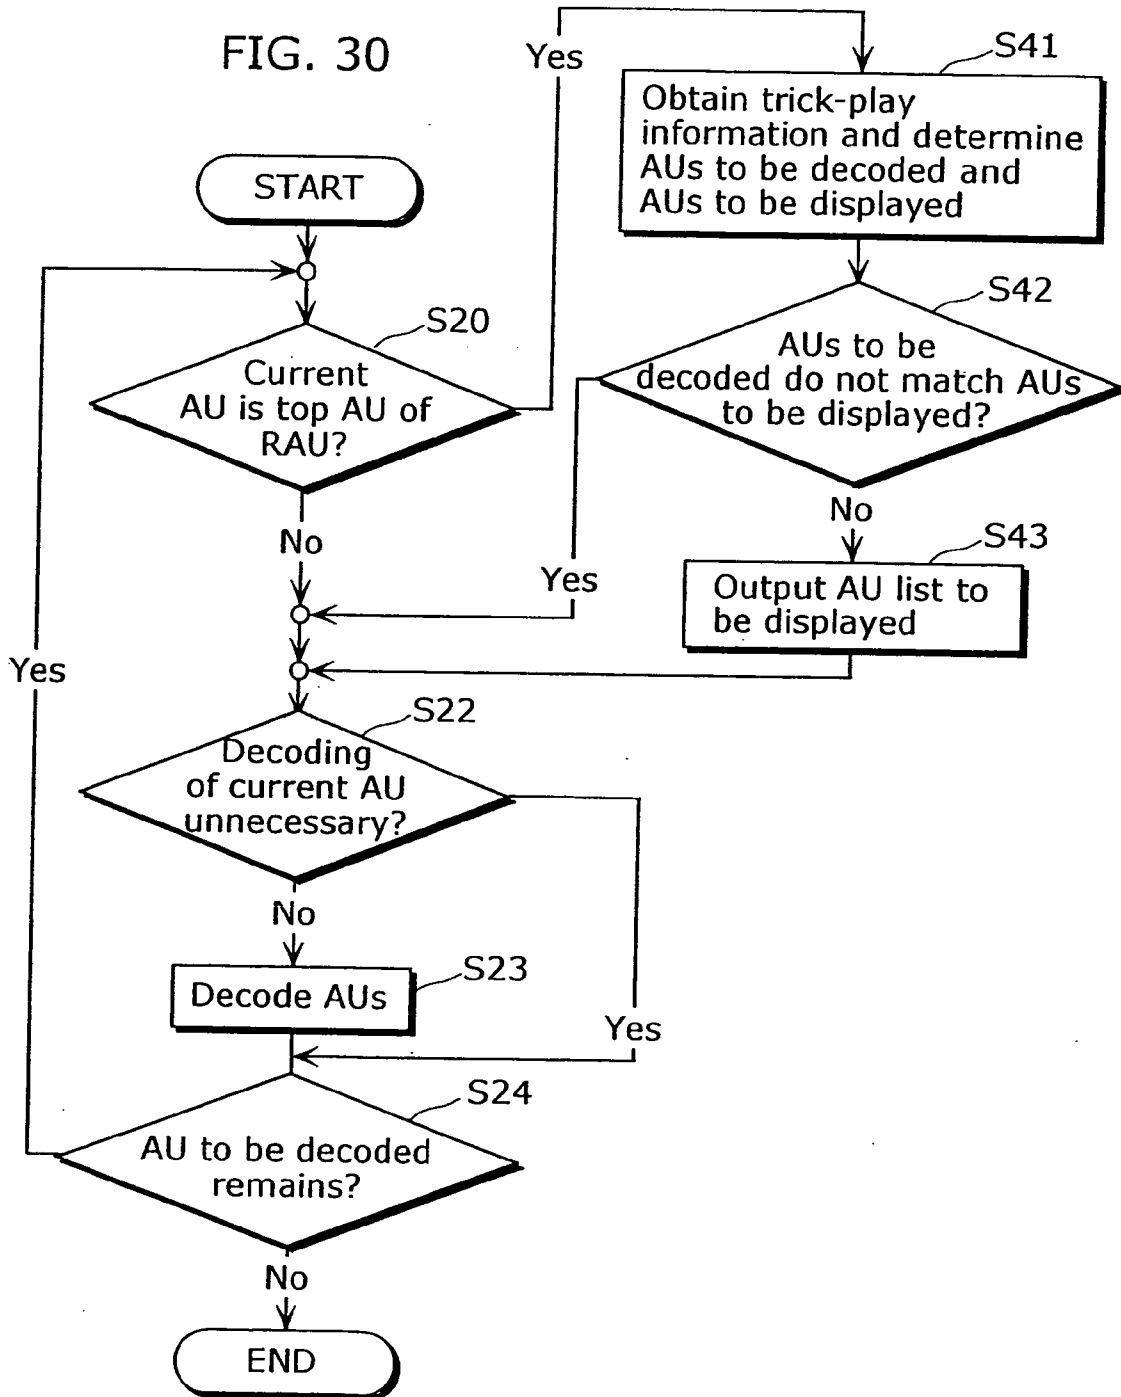 FIG. 30
START
S20
Current
AU is top AU of
RAU?
Yes
No
S41
Obtain trick-play
information and determine
AUs to be decoded and
AUs to be displayed
S42
AUs to be
decoded do not match AUs
to be displayed?
Yes
No
S43
Output AU list to
be displayed
S22
Decoding
of current AU
unnecessary?
Yes
No
S23
Decode AUs
S24
AU to be decoded
remains?
Yes
No
END